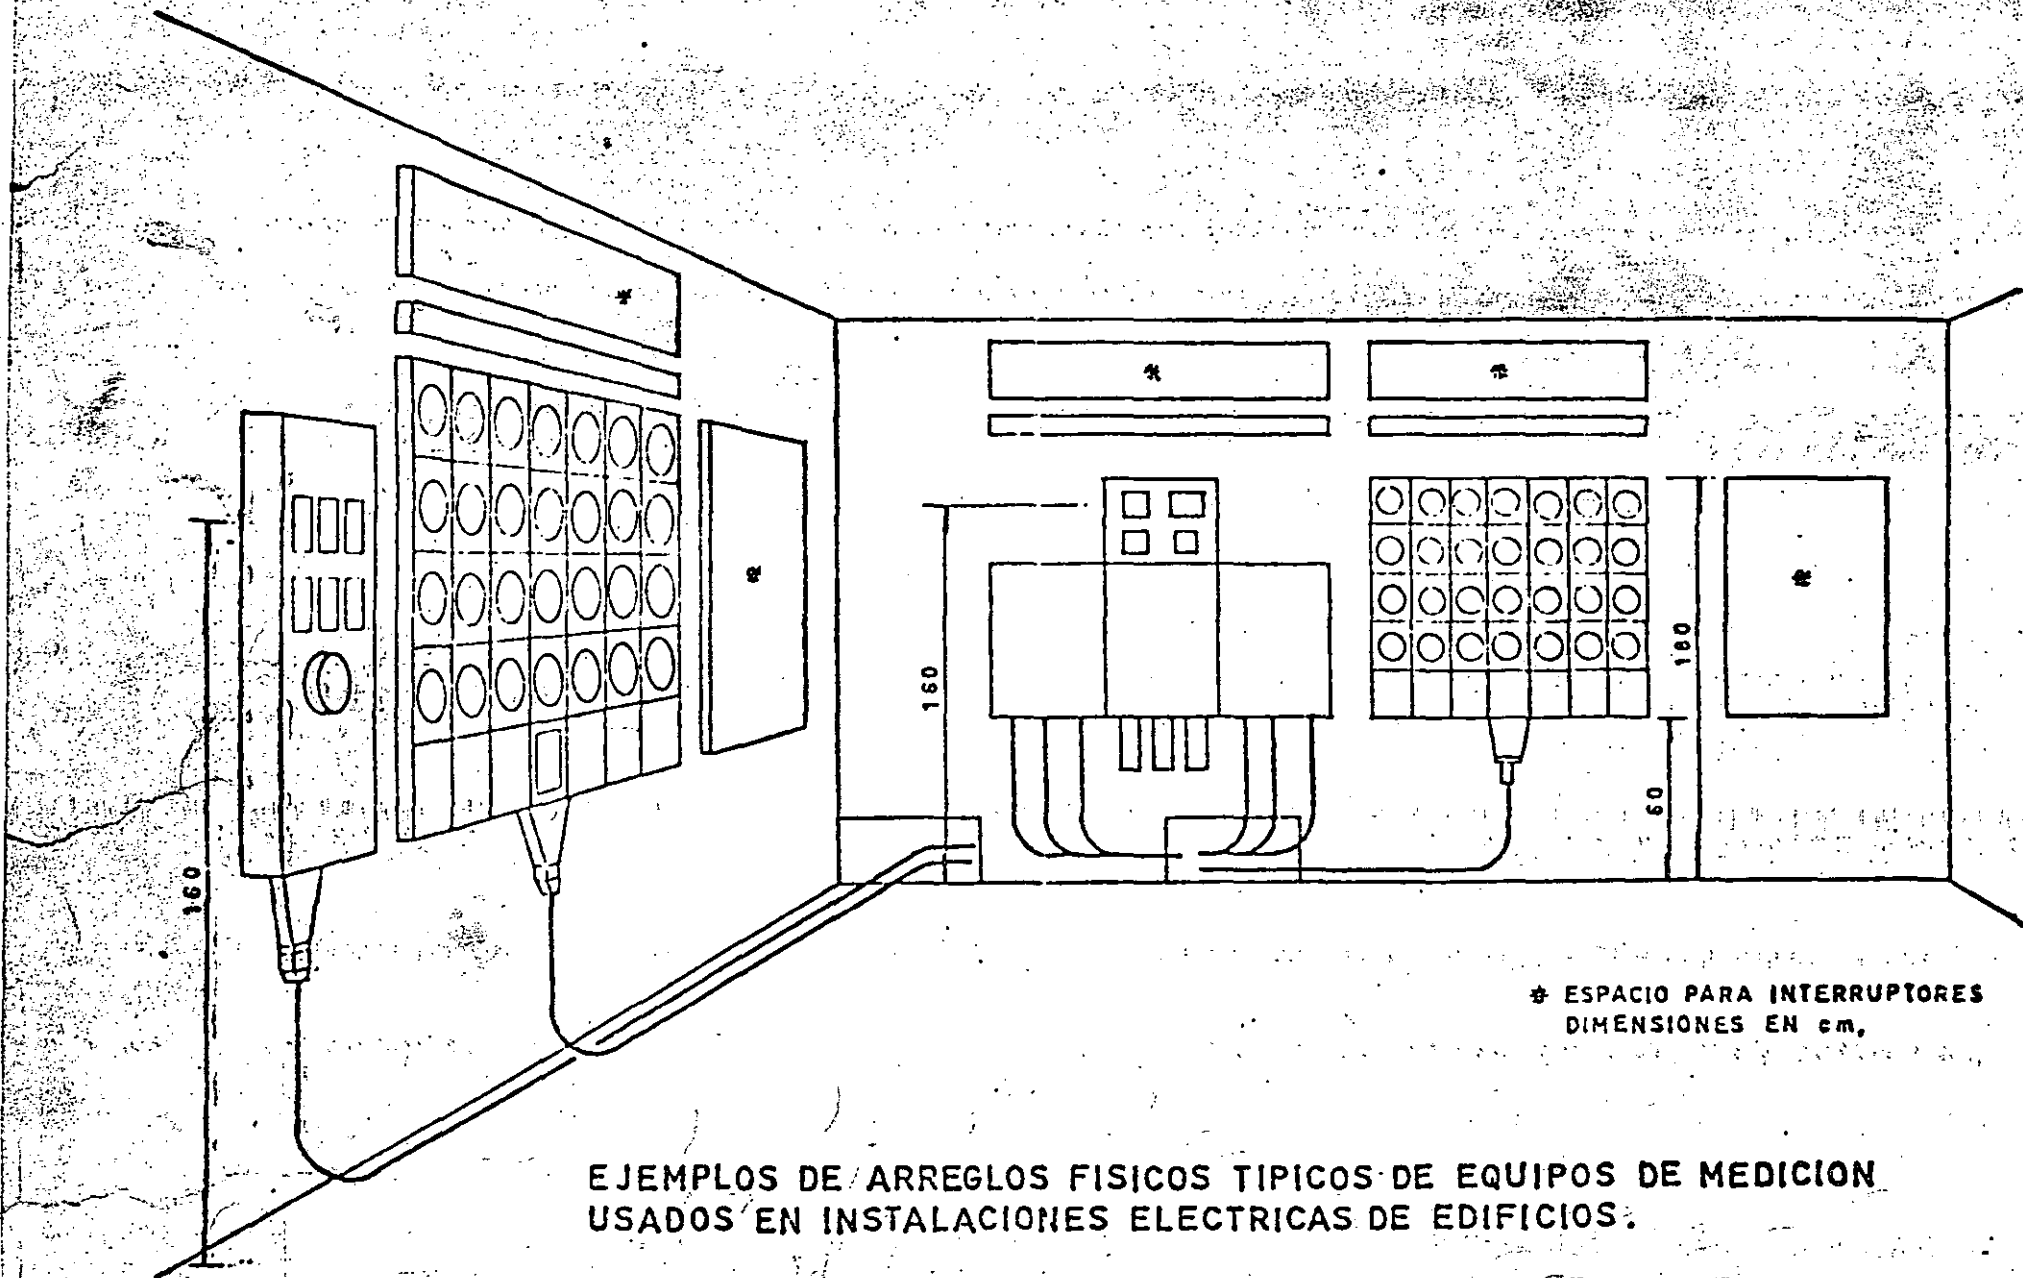 160
160
180
60
* ESPACIO PARA INTERRUPTORES
DIMENSIONES EN cm.
EJEMPLOS DE ARREGLOS FISICOS TIPICOS DE EQUIPOS DE MEDICION
USADOS EN INSTALACIONES ELECTRICAS DE EDIFICIOS.